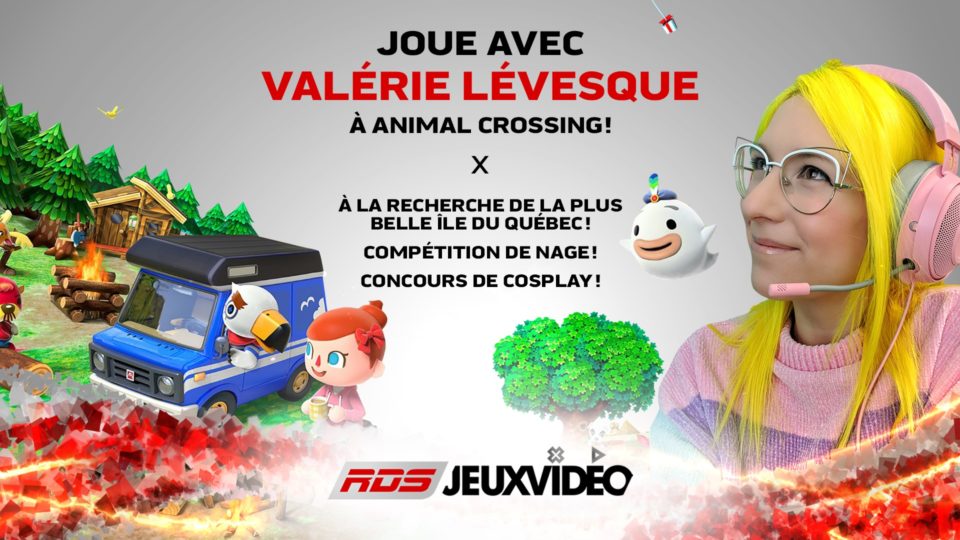 JOUE AVEC
VALÉRIE LÉVESQUE
À ANIMAL CROSSING!
X
À LA RECHERCHE DE LA PLUS
BELLE ÎLE DU QUÉBEC!
COMPÉTITION DE NAGE!
CONCOURS DE COSPLAY!
RDS JEUXVIDÉO